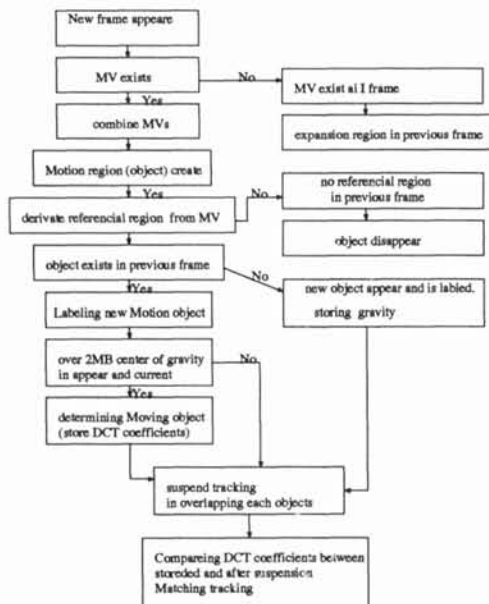 New frame appeare
MV exists
No
MV exist ai I frame
Yes
combine MVs
expansion region in previous frame
Motion region (object) create
Yes
No
no referencial region
in previous frame
derivate referencial region from MV
object disappear
object exists in previous frame
No
Yes
new object appear and is labled.
storing gravity
Labeling new Motion object
over 2MB center of gravity
in appear and current
No
Yes
determining Moving object
(store DCT coefficients)
suspend tracking
in overlapping each objects
Compareing DCT coefficients between
storeded and after suspension
Matching tracking